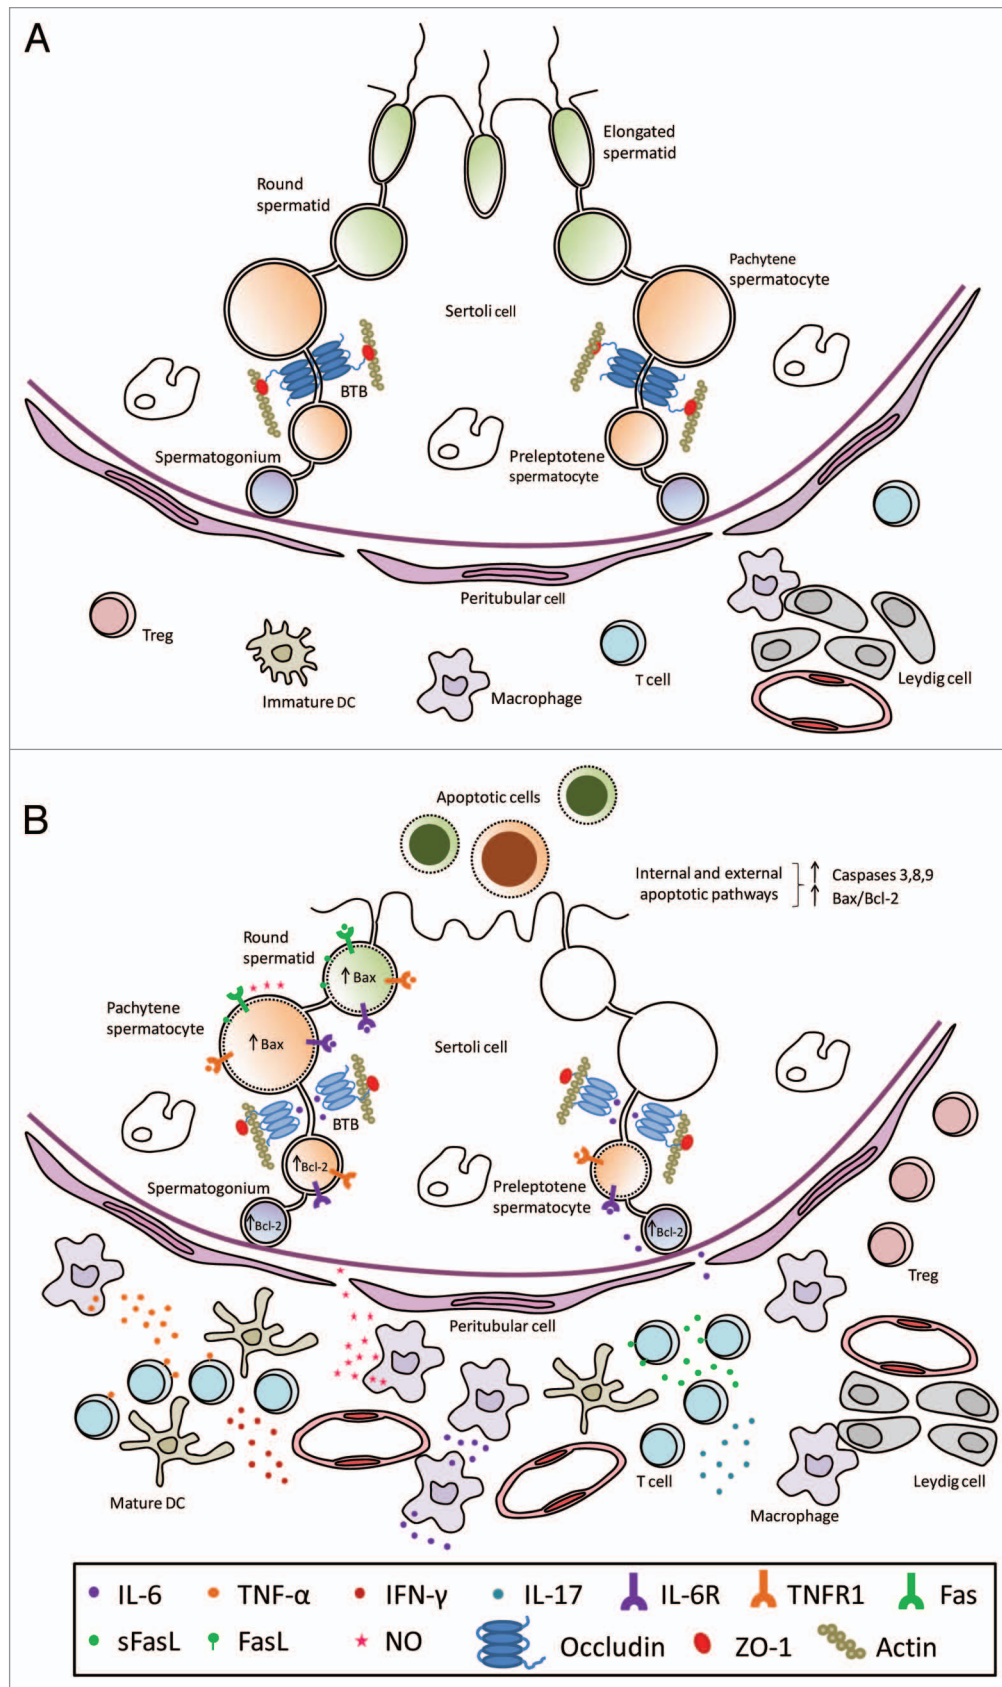 A
Elongated
spermatid
Round
spermatid
Pachytene
spermatocyte
Sertoli cell
BTB
Spermatogonium
Preleptotene
spermatocyte
Peritubular cell
Treg
Immature DC
Macrophage
T cell
Leydig cell
B
Apoptotic cells
Internal and external
apoptotic pathways
↑ Caspases 3,8,9
↑ Bax/Bcl-2
Round
spermatid
↑ Bax
Pachytene
spermatocyte
↑ Bax
Sertoli cell
BTB
↑Bcl-2
Spermatogonium
↑Bcl-2
Preleptotene
spermatocyte
↑Bcl-2
Treg
Peritubular cell
Mature DC
T cell
Macrophage
Leydig cell
IL-6 TNF-α IFN-γ IL-17 IL-6R TNFR1 Fas
sFasL FasL NO Occludin ZO-1 Actin